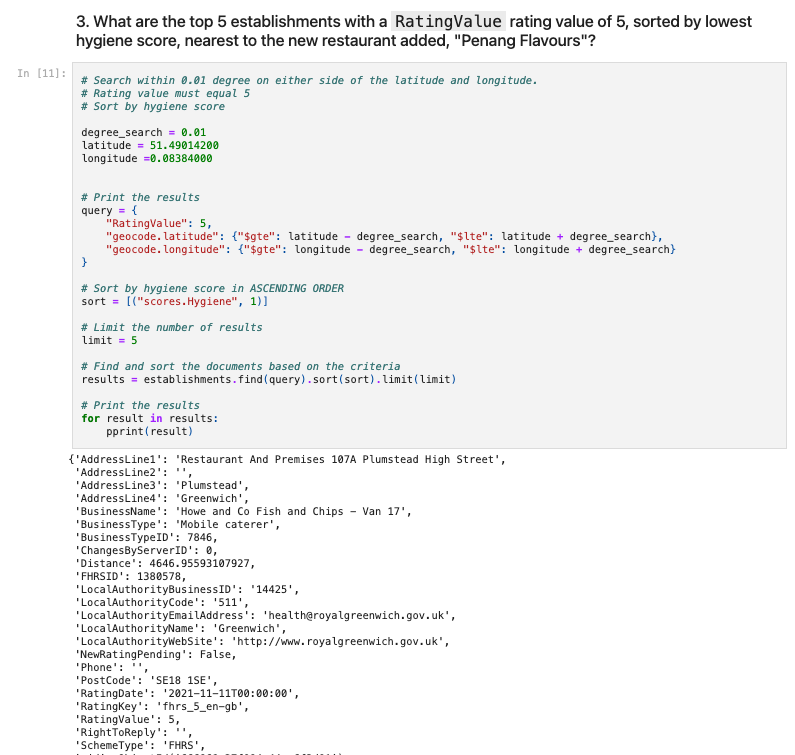 3. What are the top 5 establishments with a RatingValue rating value of 5, sorted by lowest
hygiene score, nearest to the new restaurant added, "Penang Flavours"?
In [11]:
# Search within 0.01 degree on either side of the latitude and longitude.
# Rating value must equal 5
# Sort by hygiene score
degree_search = 0.01
latitude = 51.49014200
longitude =0.08384000
# Print the results
query = {
    "RatingValue": 5,
    "geocode.latitude": {"$gte": latitude - degree_search, "$lte": latitude + degree_search},
    "geocode.longitude": {"$gte": longitude - degree_search, "$lte": longitude + degree_search}
}
# Sort by hygiene score in ASCENDING ORDER
sort = [("scores.Hygiene", 1)]
# Limit the number of results
limit = 5
# Find and sort the documents based on the criteria
results = establishments.find(query).sort(sort).limit(limit)
# Print the results
for result in results:
    pprint(result)
{'AddressLine1': 'Restaurant And Premises 107A Plumstead High Street',
 'AddressLine2': '',
 'AddressLine3': 'Plumstead',
 'AddressLine4': 'Greenwich',
 'BusinessName': 'Howe and Co Fish and Chips - Van 17',
 'BusinessType': 'Mobile caterer',
 'BusinessTypeID': 7846,
 'ChangesByServerID': 0,
 'Distance': 4646.95593107927,
 'FHRSID': 1380578,
 'LocalAuthorityBusinessID': '14425',
 'LocalAuthorityCode': '511',
 'LocalAuthorityEmailAddress': 'health@royalgreenwich.gov.uk',
 'LocalAuthorityName': 'Greenwich',
 'LocalAuthorityWebSite': 'http://www.royalgreenwich.gov.uk',
 'NewRatingPending': False,
 'Phone': '',
 'PostCode': 'SE18 1SE',
 'RatingDate': '2021-11-11T00:00:00',
 'RatingKey': 'fhrs_5_en-gb',
 'RatingValue': 5,
 'RightToReply': '',
 'SchemeType': 'FHRS',